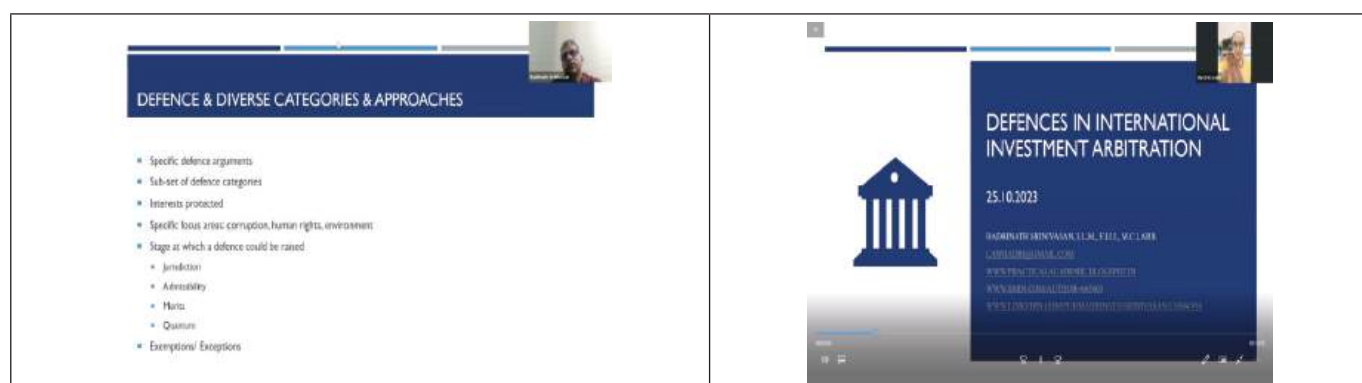 DEFENCE & DIVERSE CATEGORIES & APPROACHES
Specific defence arguments
Sub-set of defence categories
Interests protected
Specific focus areas: corruption, human rights, environment
Stage at which a defence could be raised
Jurisdiction
Admissibility
Merits
Quantum
Exemptions/ Exceptions
DEFENCES IN INTERNATIONAL
INVESTMENT ARBITRATION
25.10.2023
BADRINATH SRINIVASAN,